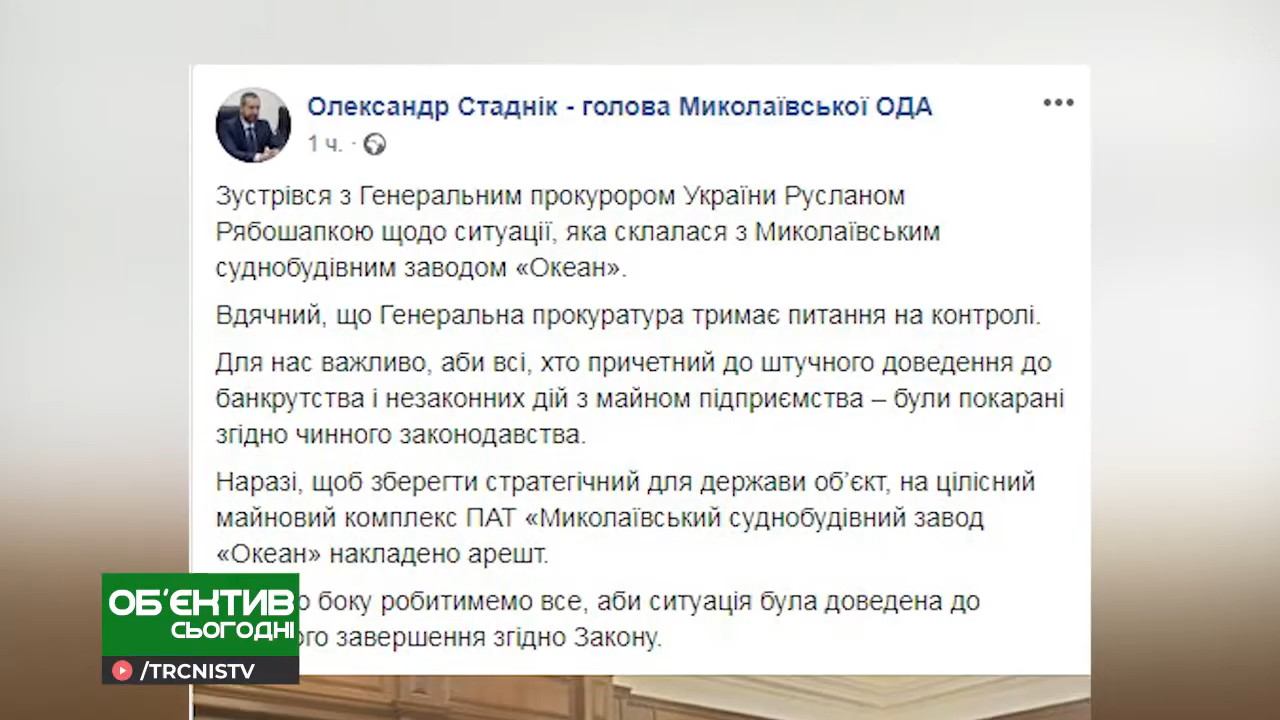 Олександр Стаднік - голова Миколаївської ОДА
1 ч. ·
Зустрівся з Генеральним прокурором України Русланом
Рябошапкою щодо ситуації, яка склалася з Миколаївським
суднобудівним заводом «Океан».
Вдячний, що Генеральна прокуратура тримає питання на контролі.
Для нас важливо, аби всі, хто причетний до штучного доведення до
банкрутства і незаконних дій з майном підприємства – були покарані
згідно чинного законодавства.
Наразі, щоб зберегти стратегічний для держави об’єкт, на цілісний
майновий комплекс ПАТ «Миколаївський суднобудівний завод
«Океан» накладено арешт.
боку робитимемо все, аби ситуація була доведена до
завершення згідно Закону.
ОБ'ЄКТИВ
СЬОГОДНІ
/TRCNISTV